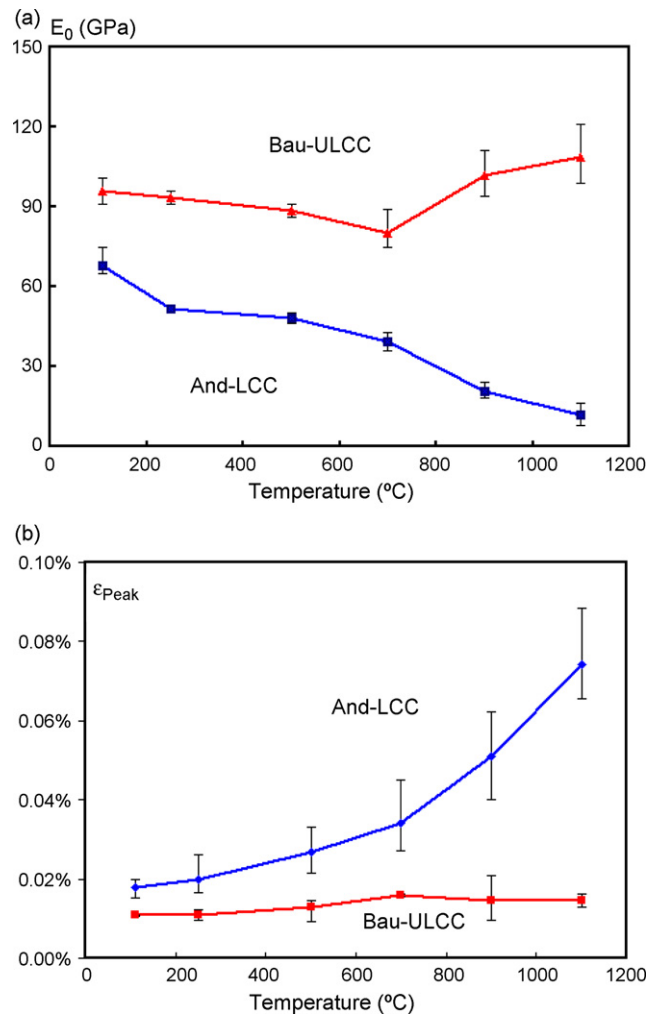 (a)
E₀ (GPa)
150
120
90
60
30
0
Bau-ULCC
And-LCC
0 200 400 600 800 1000 1200
Temperature (ºC)
(b)
0.10%
0.08%
0.06%
0.04%
0.02%
0.00%
εPeak
And-LCC
Bau-ULCC
0 200 400 600 800 1000 1200
Temperature (ºC)